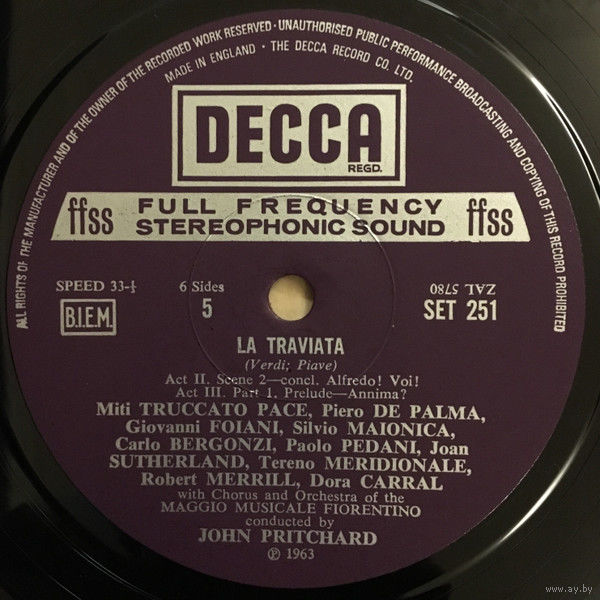 ALL RIGHTS OF THE MANUFACTURER AND OF THE OWNER OF THE RECORDED WORK RESERVED · UNAUTHORISED PUBLIC PERFORMANCE BROADCASTING AND COPYING OF THIS RECORD PROHIBITED
MADE IN ENGLAND · THE DECCA RECORD CO. LTD.
DECCA
REGD.
ffss FULL FREQUENCY ffss
STEREOPHONIC SOUND
SPEED 33-⅓ 6 Sides ZAL 5780
B.I.E.M. 5 SET 251
LA TRAVIATA
(Verdi; Piave)
Act II. Scene 2—concl. Alfredo! Voi!
Act III. Part 1. Prelude—Annima?
Miti TRUCCATO PACE, Piero DE PALMA,
Giovanni FOIANI, Silvio MAIONICA,
Carlo BERGONZI, Paolo PEDANI, Joan
SUTHERLAND, Tereno MERIDIONALE,
Robert MERRILL, Dora CARRAL
with Chorus and Orchestra of the
MAGGIO MUSICALE FIORENTINO
conducted by
JOHN PRITCHARD
℗ 1963
www.ay.by